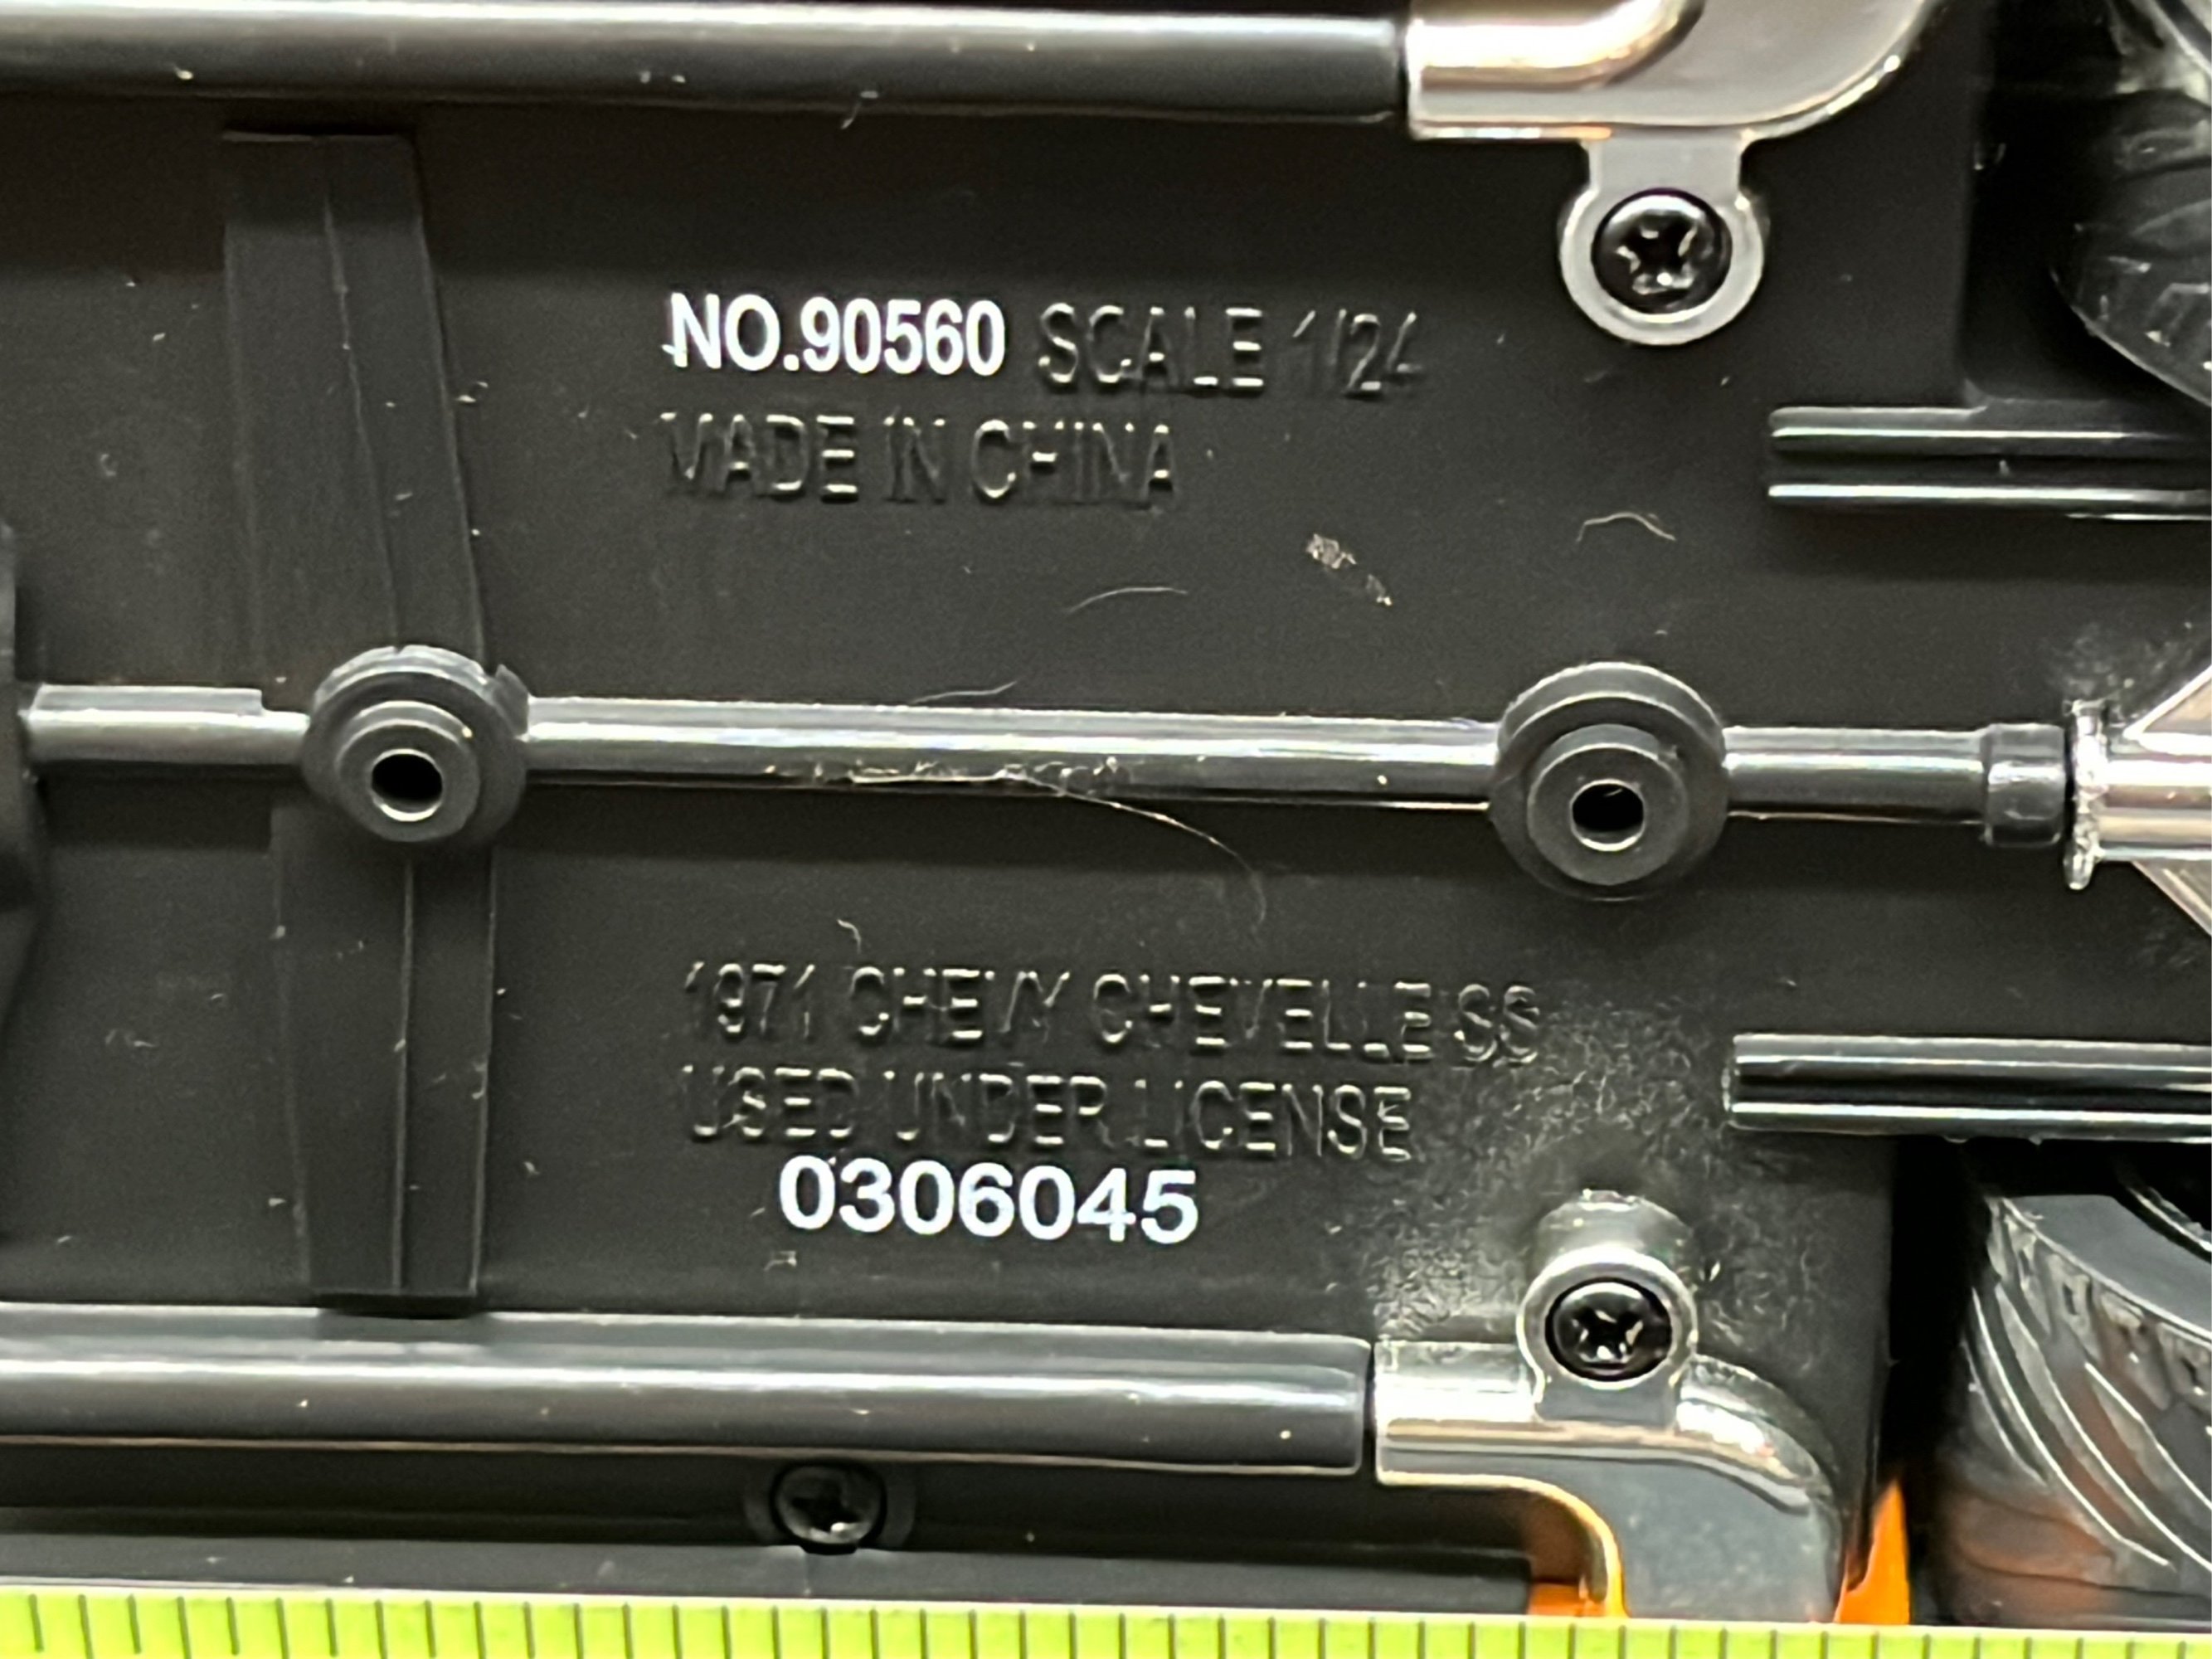 NO.90560 SCALE 1/24
MADE IN CHINA
1971 CHEVY CHEVELLE SS
USED UNDER LICENSE
0306045